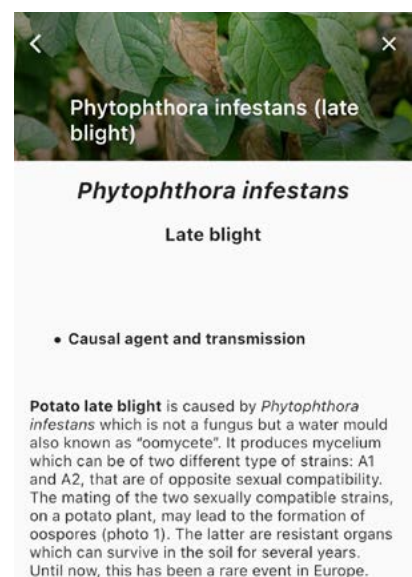 Phytophthora infestans (late
blight)
Phytophthora infestans
Late blight
• Causal agent and transmission
Potato late blight is caused by Phytophthora
infestans which is not a fungus but a water mould
also known as “oomycete”. It produces mycelium
which can be of two different type of strains: A1
and A2, that are of opposite sexual compatibility.
The mating of the two sexually compatible strains,
on a potato plant, may lead to the formation of
oospores (photo 1). The latter are resistant organs
which can survive in the soil for several years.
Until now, this has been a rare event in Europe.